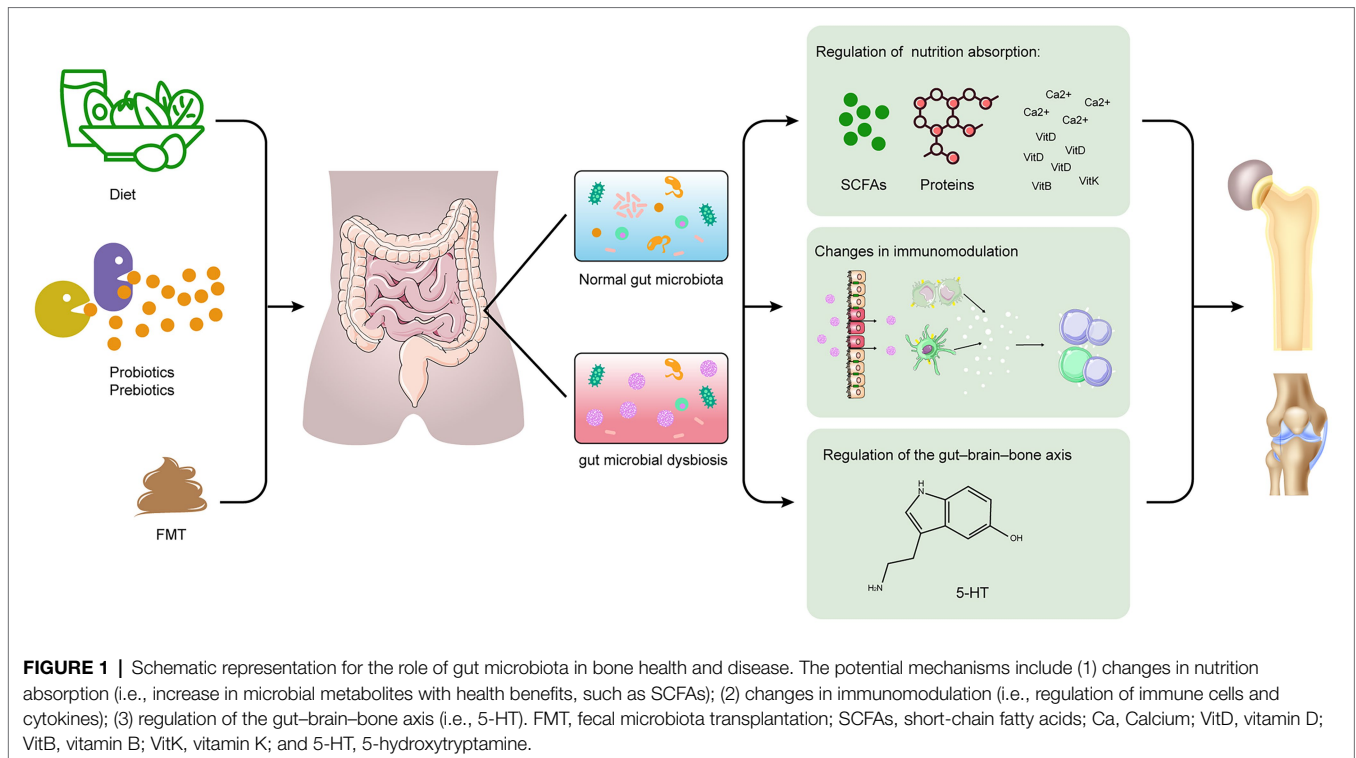 Diet
Probiotics
Prebiotics
FMT
Normal gut microbiota
gut microbial dysbiosis
Regulation of nutrition absorption:
SCFAs
Proteins
Ca2+
Ca2+
Ca2+
Ca2+
VitD
VitD
VitD
VitD
VitB
VitK
Changes in immunomodulation
Regulation of the gut–brain–bone axis
H
N
OH
H₂N
5-HT
FIGURE 1 | Schematic representation for the role of gut microbiota in bone health and disease. The potential mechanisms include (1) changes in nutrition
absorption (i.e., increase in microbial metabolites with health benefits, such as SCFAs); (2) changes in immunomodulation (i.e., regulation of immune cells and
cytokines); (3) regulation of the gut–brain–bone axis (i.e., 5-HT). FMT, fecal microbiota transplantation; SCFAs, short-chain fatty acids; Ca, Calcium; VitD, vitamin D;
VitB, vitamin B; VitK, vitamin K; and 5-HT, 5-hydroxytryptamine.